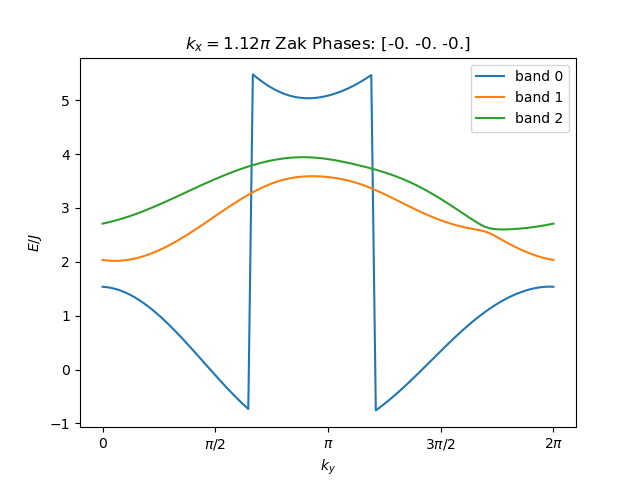 k_x = 1.12π Zak Phases: [-0. -0. -0.]
band 0
band 1
band 2
E/J
5
4
3
2
1
0
−1
0 π/2 π 3π/2 2π
k_y